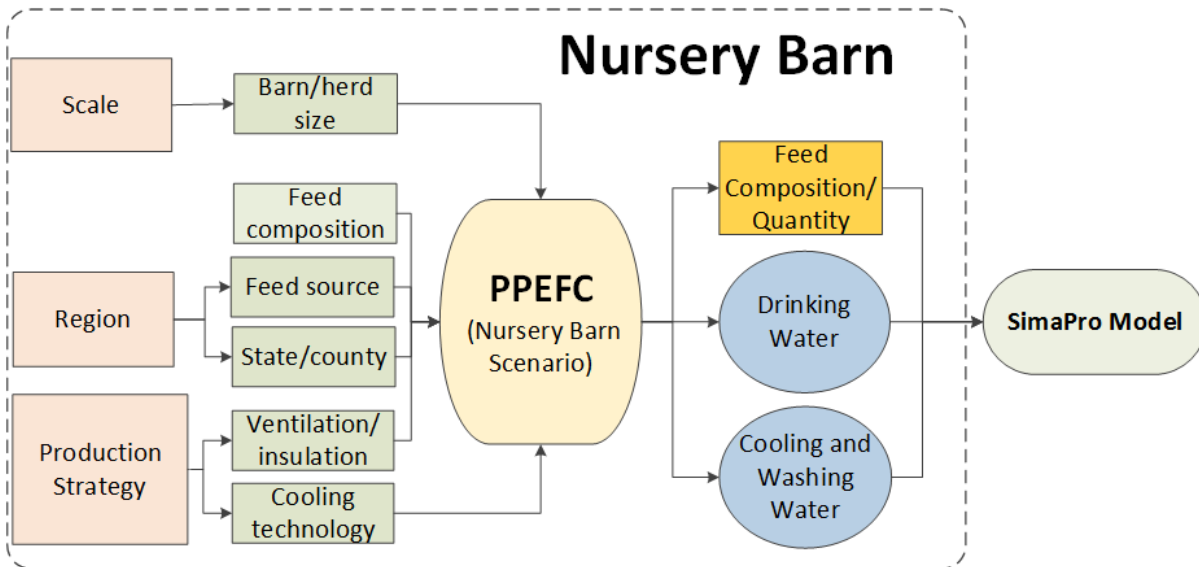 Nursery Barn
Scale
Barn/herd
size
Feed
composition
Region
Feed source
State/county
Production
Strategy
Ventilation/
insulation
Cooling
technology
PPEFC
(Nursery Barn
Scenario)
Feed
Composition/
Quantity
Drinking
Water
Cooling and
Washing
Water
SimaPro Model